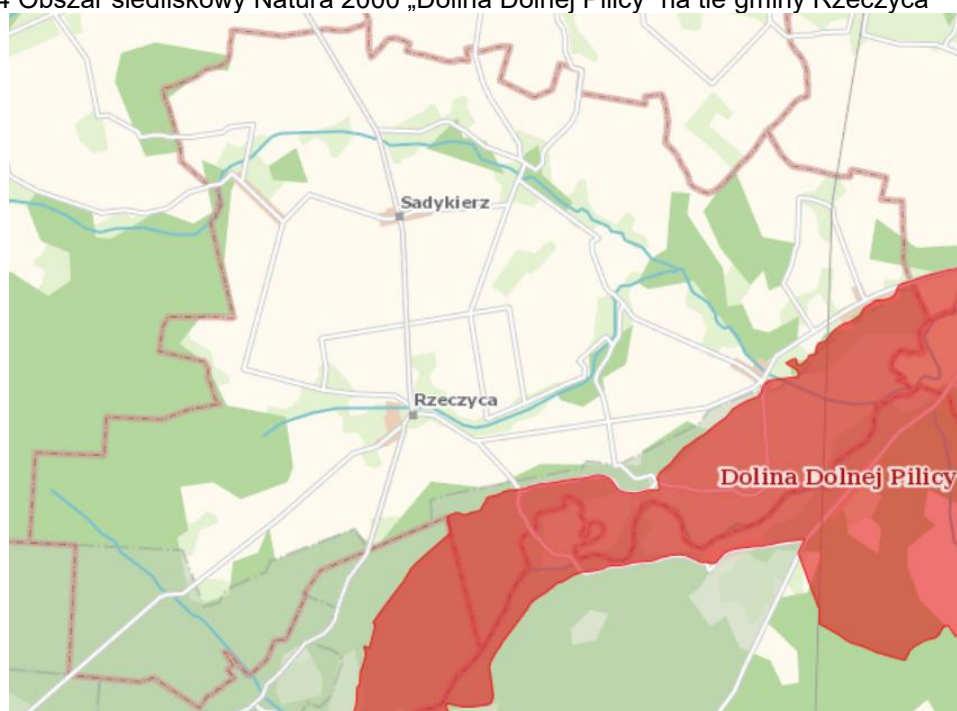 4 Obszar siedliskowy Natura 2000 „Dolina Dolnej Pilicy” na tle gminy Rzeczyca
Sadykierz
Rzeczyca
Dolina Dolnej Pilicy